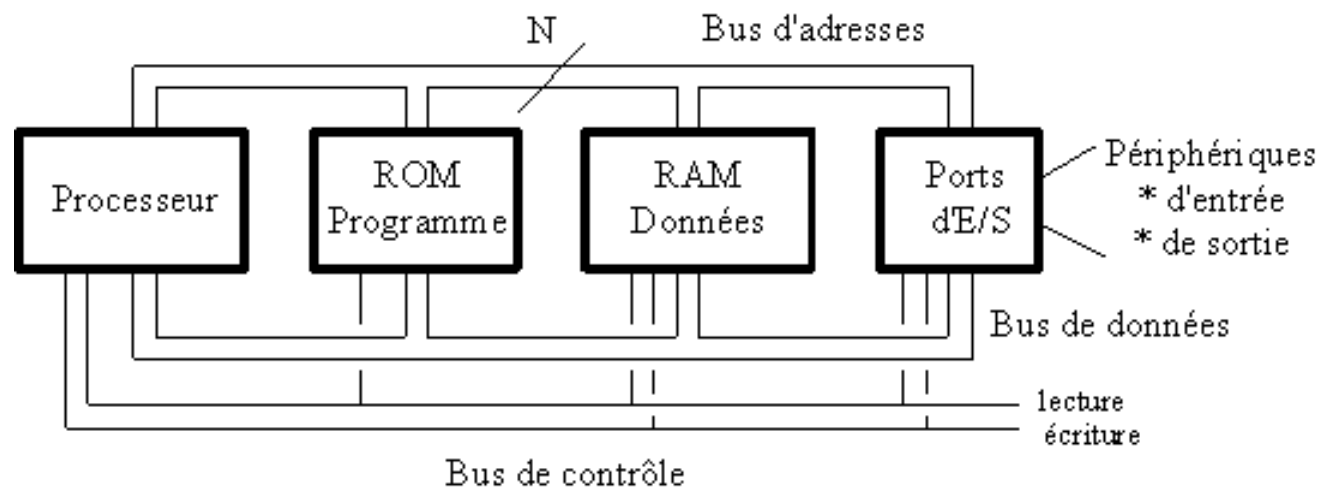 N
Bus d'adresses
Processeur
ROM
Programme
RAM
Données
Ports
d'E/S
Périphériques
* d'entrée
* de sortie
Bus de données
lecture
écriture
Bus de contrôle